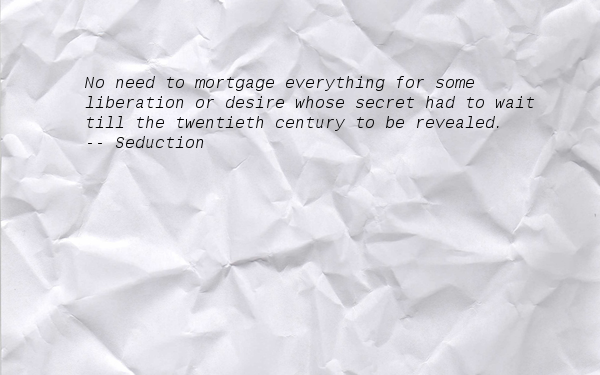 No need to mortgage everything for some
liberation or desire whose secret had to wait
till the twentieth century to be revealed.
-- Seduction